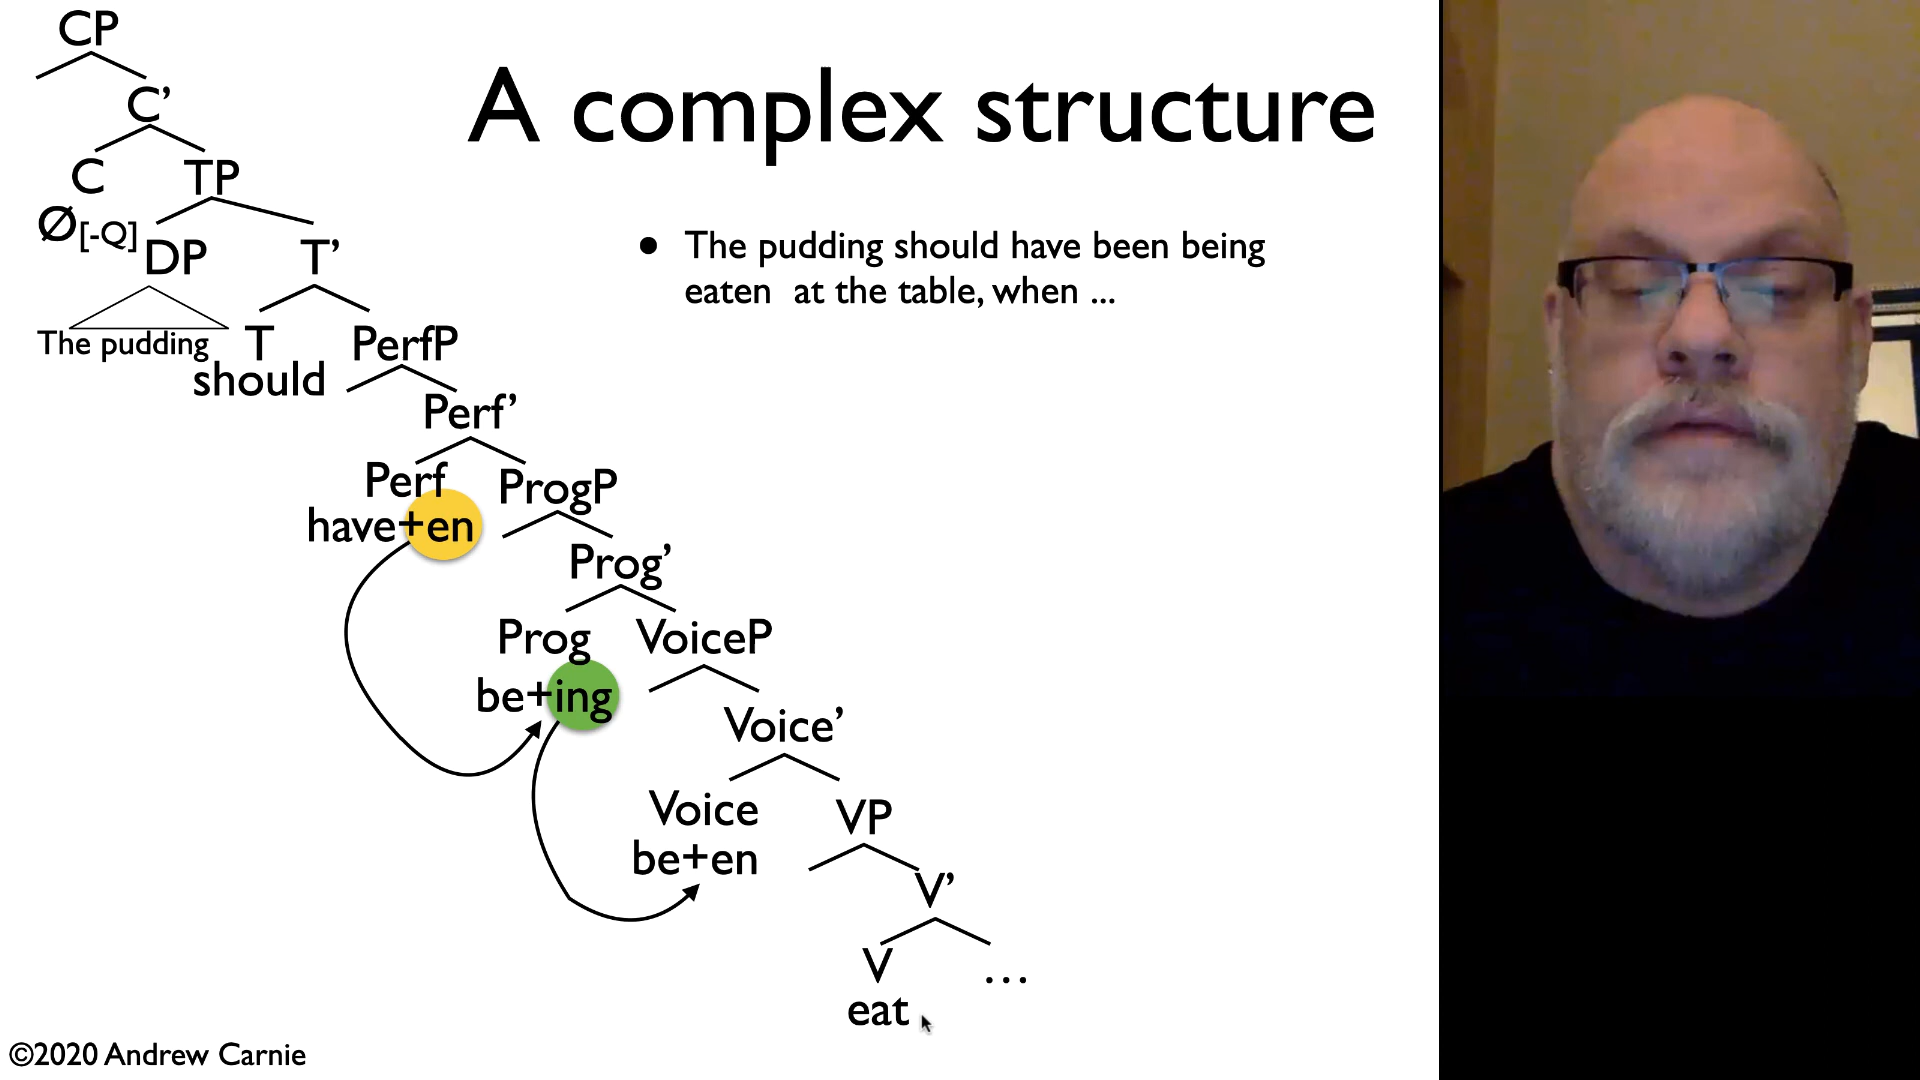 CP
A complex structure
C’
C TP
Ø[-Q]
DP T’
● The pudding should have been being
eaten at the table, when ...
The pudding T PerfP
should
Perf’
Perf ProgP
have+en
Prog’
Prog VoiceP
be+ing
Voice’
Voice VP
be+en
V’
V …
eat
©2020 Andrew Carnie